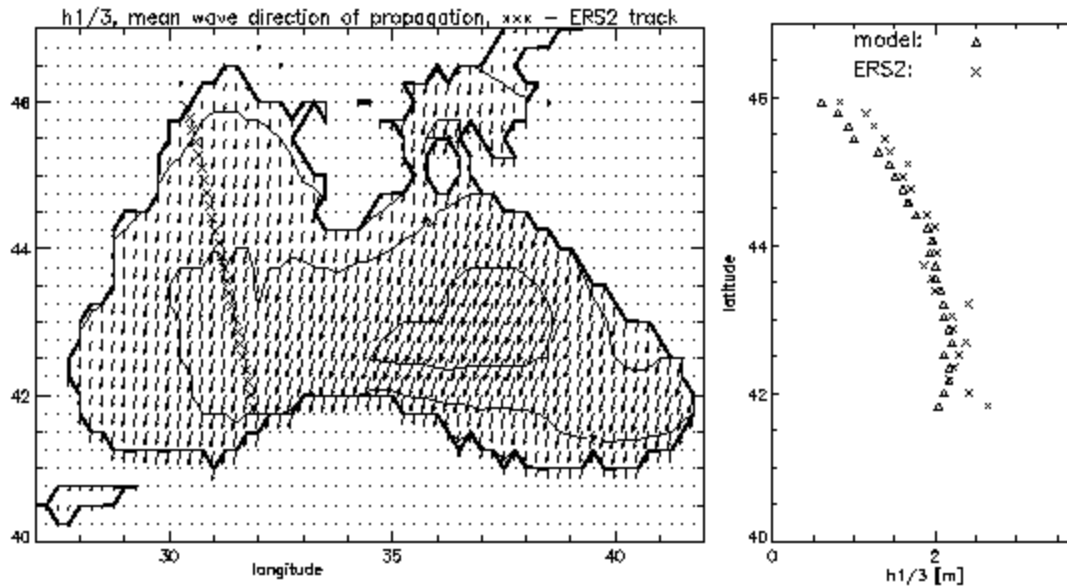 h1/3, mean wave direction of propagation, ××× – ERS2 track
46
44
42
40
30
35
40
longitude
model:
ERS2:
46
44
42
40
latitude
0
2
h1/3 [m]